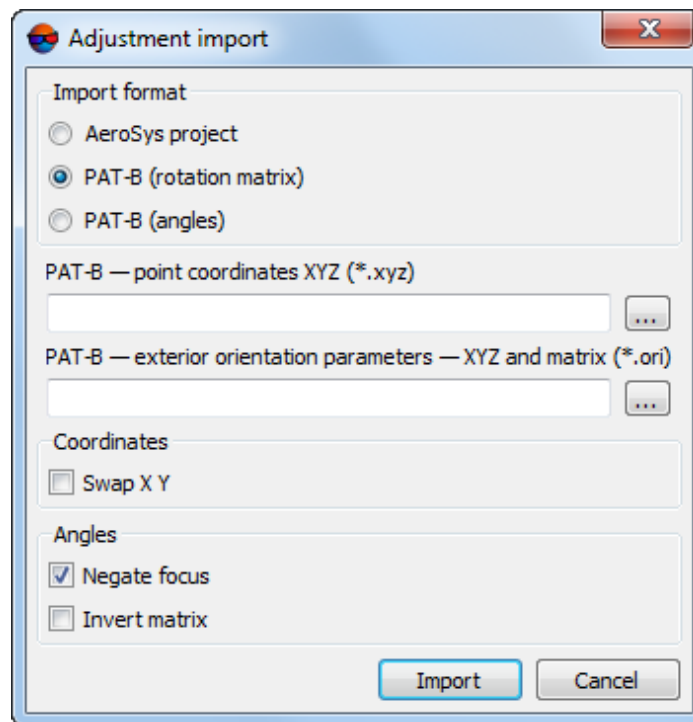 Adjustment import
Import format
AeroSys project
PAT-B (rotation matrix)
PAT-B (angles)
PAT-B — point coordinates XYZ (*.xyz)
...
PAT-B — exterior orientation parameters — XYZ and matrix (*.ori)
...
Coordinates
Swap X Y
Angles
Negate focus
Invert matrix
Import Cancel